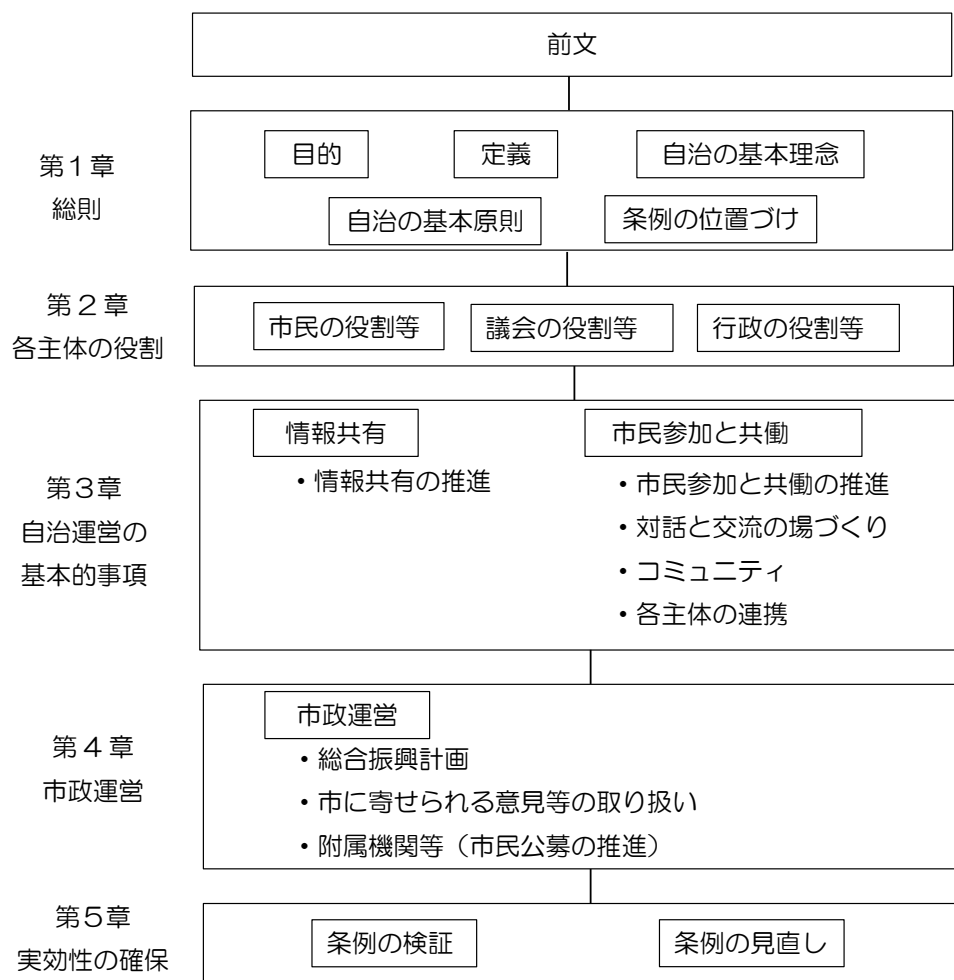 前文
第1章
総則
目的 定義 自治の基本理念
自治の基本原則 条例の位置づけ
第2章
各主体の役割
市民の役割等 議会の役割等 行政の役割等
第3章
自治運営の
基本的事項
情報共有
・情報共有の推進
市民参加と共働
・市民参加と共働の推進
・対話と交流の場づくり
・コミュニティ
・各主体の連携
第4章
市政運営
市政運営
・総合振興計画
・市に寄せられる意見等の取り扱い
・附属機関等(市民公募の推進)
第5章
実効性の確保
条例の検証 条例の見直し